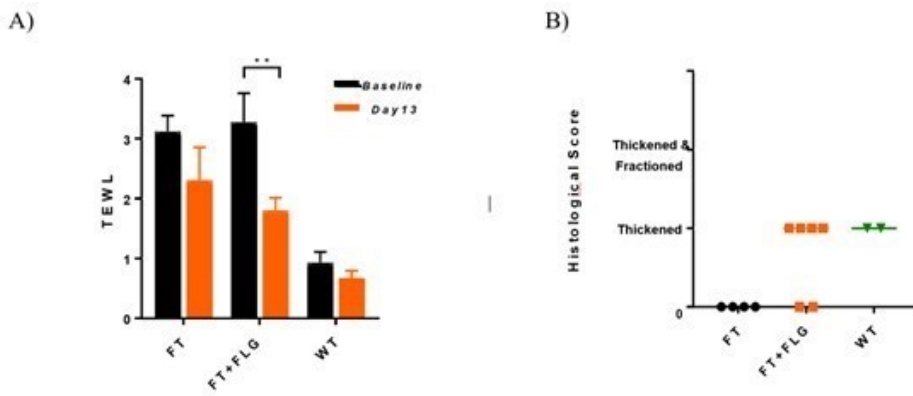 A)
B)
* *
4
3
2
1
0
TEWL
Baseline
Day13
FT
FT+FLG
WT
Histological Score
Thickened &
Fractioned
Thickened
0
FT
FT+FLG
WT